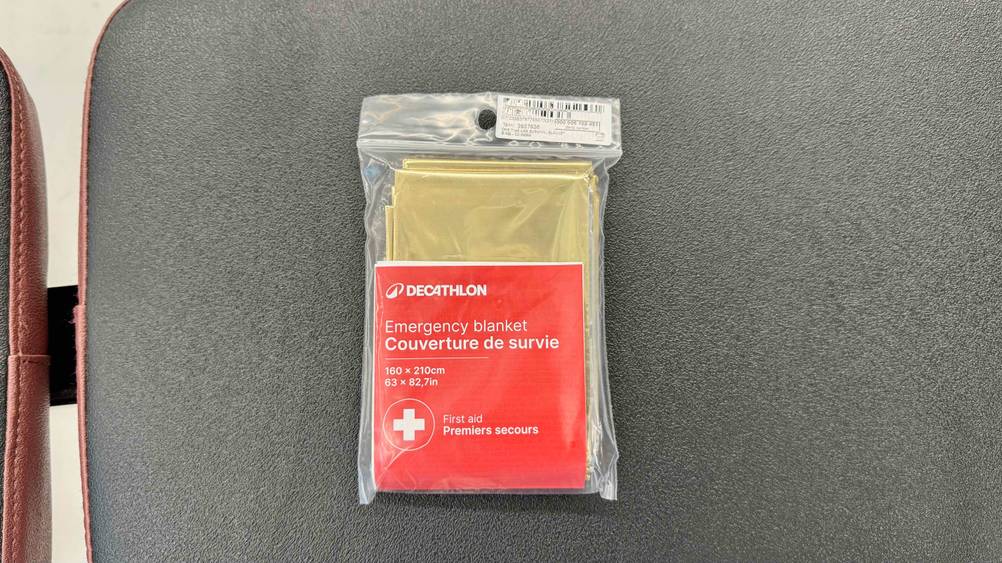 DECATHLON
Emergency blanket
Couverture de survie
160 × 210cm
63 × 82,7in
First aid
Premiers secours